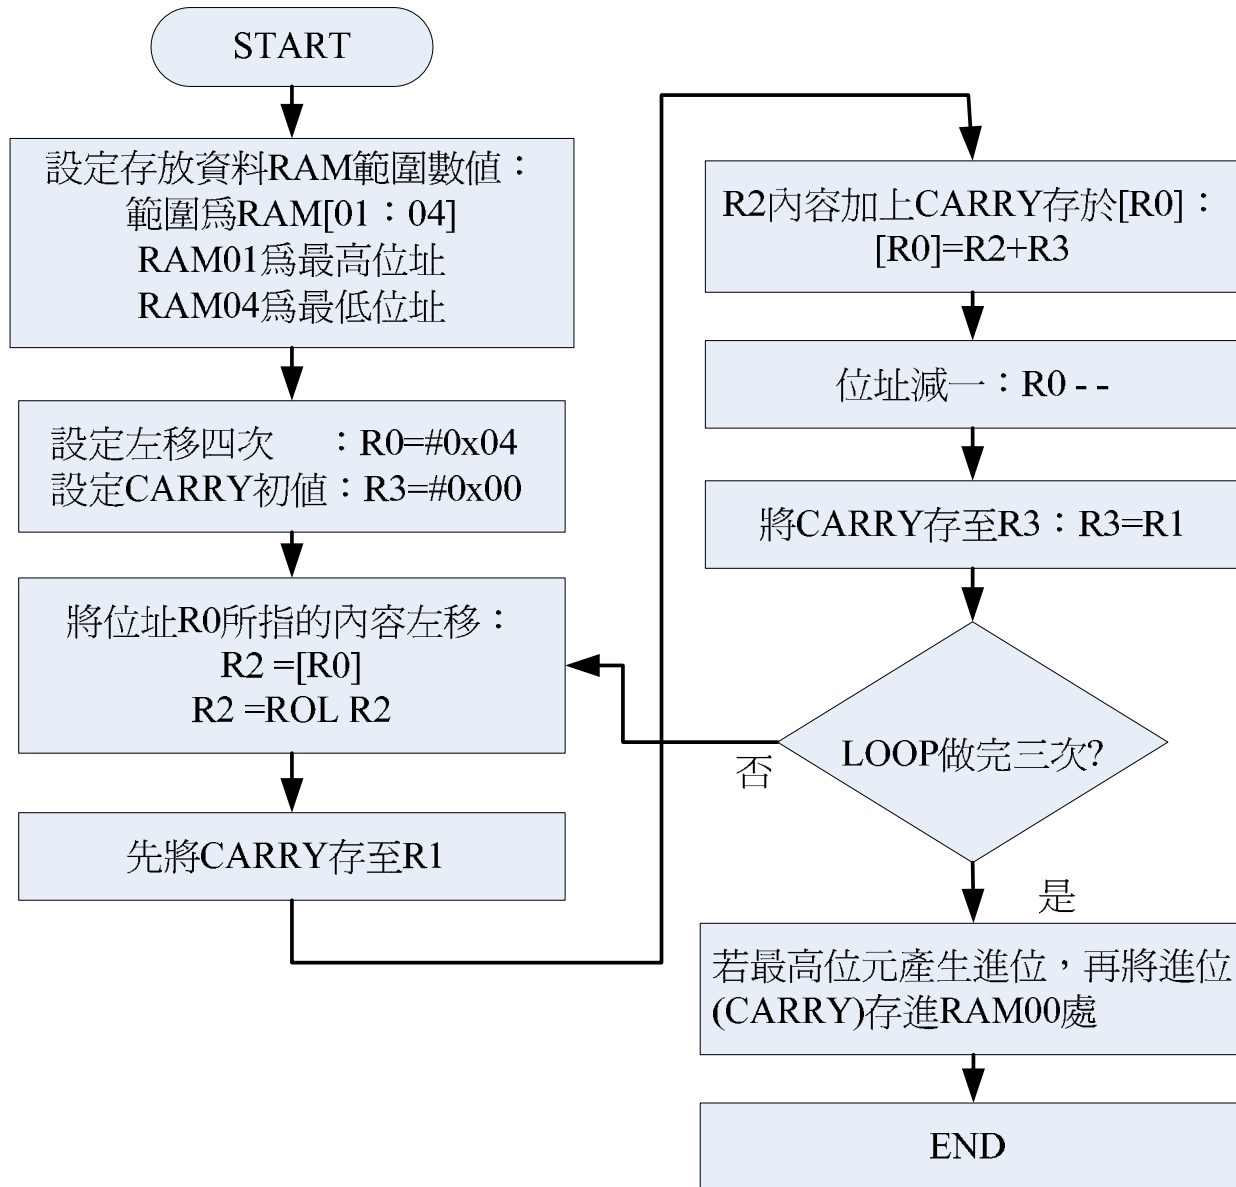 START
設定存放資料RAM範圍數值：
範圍爲RAM[01：04]
RAM01爲最高位址
RAM04爲最低位址
設定左移四次　：R0=#0x04
設定CARRY初值：R3=#0x00
將位址R0所指的內容左移：
R2 =[R0]
R2 =ROL R2
先將CARRY存至R1
R2內容加上CARRY存於[R0]：
[R0]=R2+R3
位址減一：R0 - -
將CARRY存至R3：R3=R1
LOOP做完三次?
否
是
若最高位元產生進位，再將進位
(CARRY)存進RAM00處
END